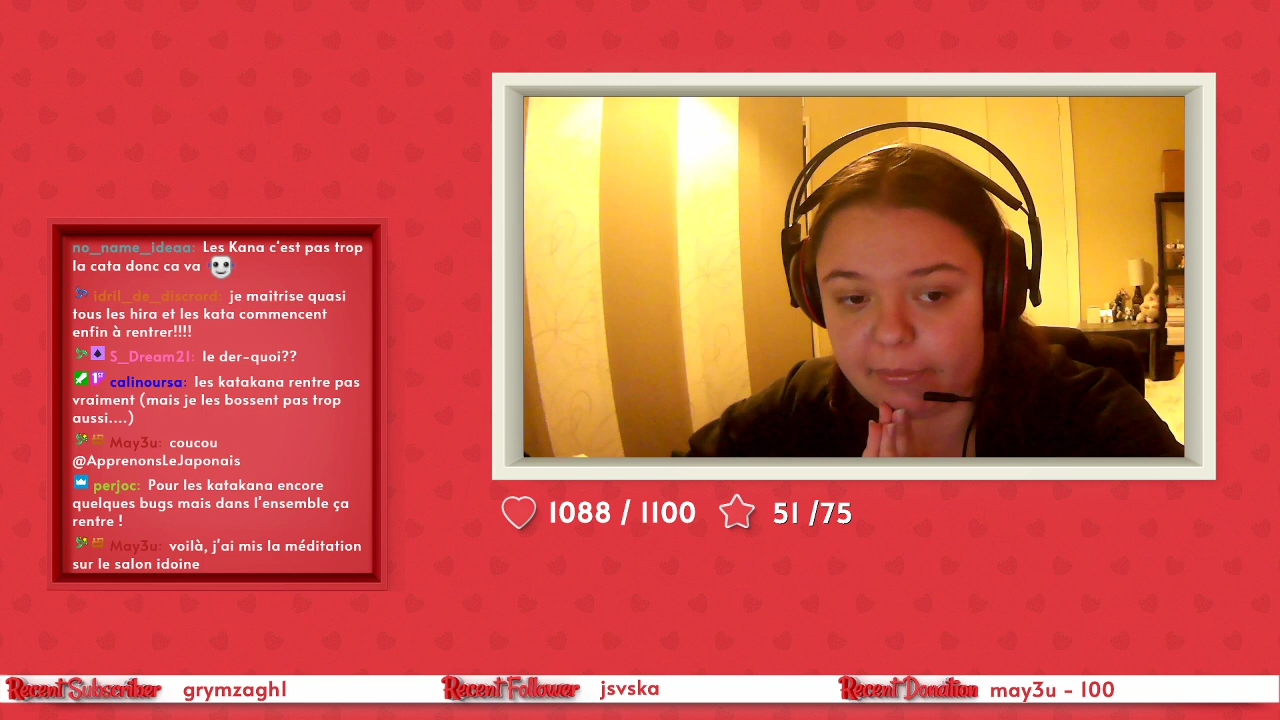 no_name_ideaa: Les Kana c'est pas trop
la cata donc ca va
idril_de_discrord: je maitrise quasi
tous les hira et les kata commencent
enfin à rentrer!!!!
S_Dream21: le der-quoi??
calinoursa: les katakana rentre pas
vraiment (mais je les bossent pas trop
aussi....)
May3u: coucou
@ApprenonsLeJaponais
perjoc: Pour les katakana encore
quelques bugs mais dans l'ensemble ça
rentre !
May3u: voilà, j'ai mis la méditation
sur le salon idoine
1088 / 1100
51 /75
Recent Subscriber grymzaghl
Recent Follower jsvska
Recent Donation may3u - 100